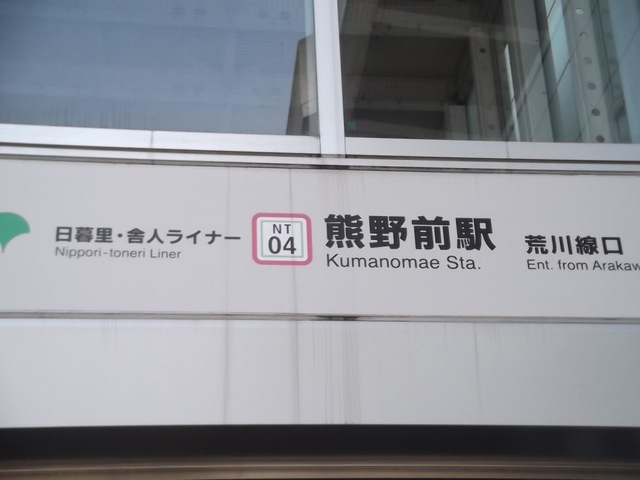 日暮里・舎人ライナー
Nippori-toneri Liner
NT
04
熊野前駅
Kumanomae Sta.
荒川線口
Ent. from Arakaw